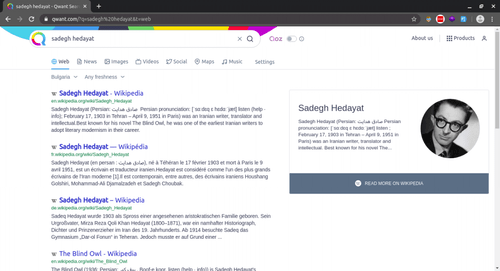 sadegh hedayat - Qwant Sea
qwant.com/?q=sadegh%20hedayat&t=web
sadegh hedayat
Qioz
About us
Products
Web
News
Images
Videos
Social
Maps
Music
Settings
Bulgaria
Any freshness
w Sadegh Hedayat - Wikipedia
en.wikipedia.org/wiki/Sadegh_Hedayat
Sadegh Hedayat (Persian: صادق هدایت Persian pronunciation: listen (help ·
info); February 17, 1903 in Tehran – April 9, 1951 in Paris) was an Iranian writer, translator and
intellectual.Best known for his novel The Blind Owl, he was one of the earliest Iranian writers to
adopt literary modernism in their career.
w Sadegh Hedayat — Wikipédia
fr.wikipedia.org/wiki/Sadegh_Hedayat
Sadegh Hedayat (en persan : صادق هدایت), né à Téhéran le 17 février 1903 et mort à Paris le 9
avril 1951, est un écrivain et traducteur iranien.Hedayat est considéré comme l'un des plus grands
écrivains de l'Iran moderne [1].Il est contemporain, entre autres, des écrivains iraniens Houshang
Golshiri, Mohammad-Ali Djamalzadeh et Sadegh Choubak.
w Sadegh Hedayat – Wikipedia
de.wikipedia.org/wiki/Sadegh_Hedayat
Sadeq Hedayat wurde 1903 als Spross einer angesehenen aristokratischen Familie geboren. Sein
Urgroßvater, Mirza Reza Qoli Khan Hedayat (1800–1871), war ein namhafter Historiograph,
Dichter und Prinzenerzieher im Iran des 19. Jahrhunderts. Ab 1914 besuchte Sadeq das
Gymnasium „Dar-ol Fonun" in Teheran. Jedoch musste er auf Grund einer ...
w The Blind Owl - Wikipedia
en.wikipedia.org/wiki/The_Blind_Owl
The Blind Owl (1936; Persian: بوف کور, Boof-e koor, listen (help · info)) is Sadegh Hedayat's
Sadegh Hedayat
Sadegh Hedayat (Persian: صادق هدایت Persian
pronunciation: listen ;
February 17, 1903 in Tehran – April 9, 1951 in
Paris) was an Iranian writer, translator and
intellectual.Best known for his novel The...
w READ MORE ON WIKIPEDIA